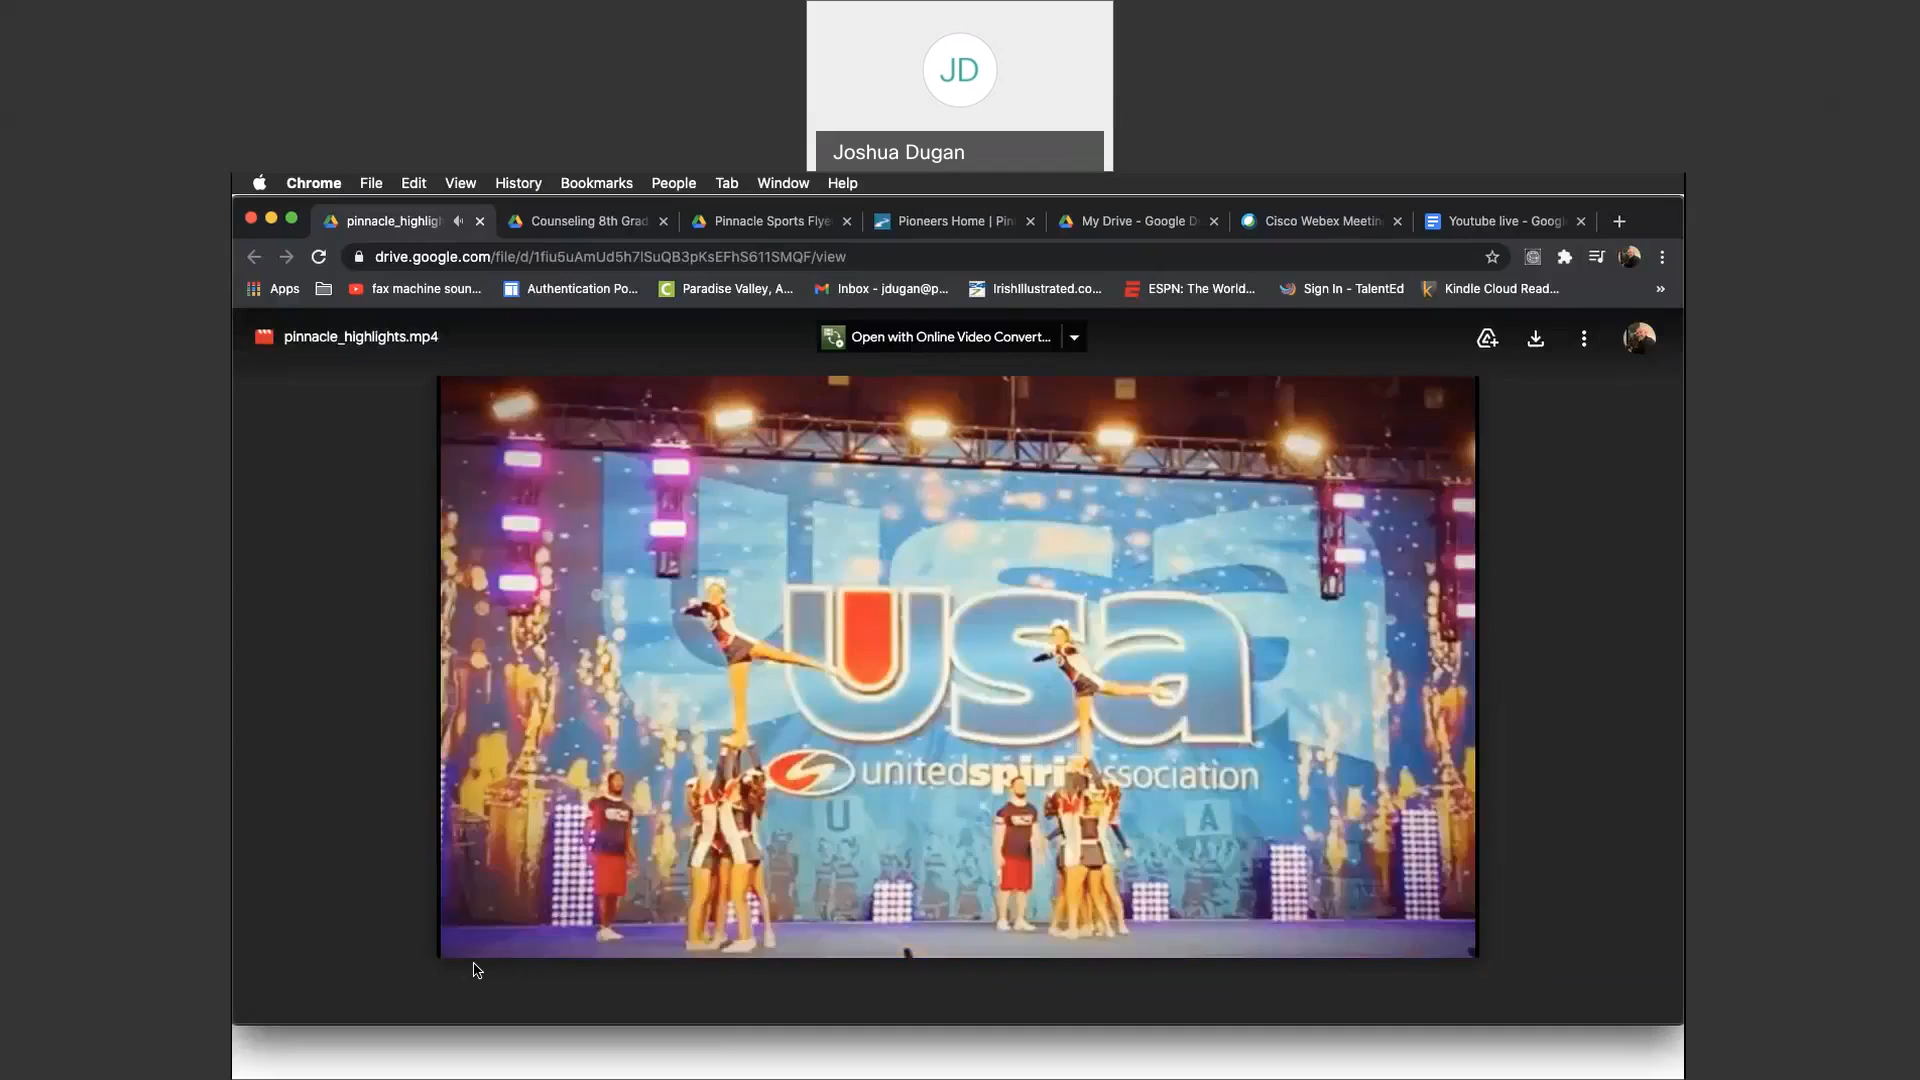 JD
Joshua Dugan
Chrome File Edit View History Bookmarks People Tab Window Help
pinnacle_highlig
Counseling 8th Grad
Pinnacle Sports Flye
Pioneers Home | Pin
My Drive - Google D
Cisco Webex Meetin
Youtube live - Googl
drive.google.com/file/d/1fiu5uAmUd5h7lSuQB3pKsEFhS611SMQF/view
Apps
fax machine soun...
Authentication Po...
Paradise Valley, A...
Inbox - jdugan@p...
IrishIllustrated.co...
ESPN: The World...
Sign In - TalentEd
Kindle Cloud Read...
»
pinnacle_highlights.mp4
Open with Online Video Convert...
usa
usa
unitedspiri ssociation
U A